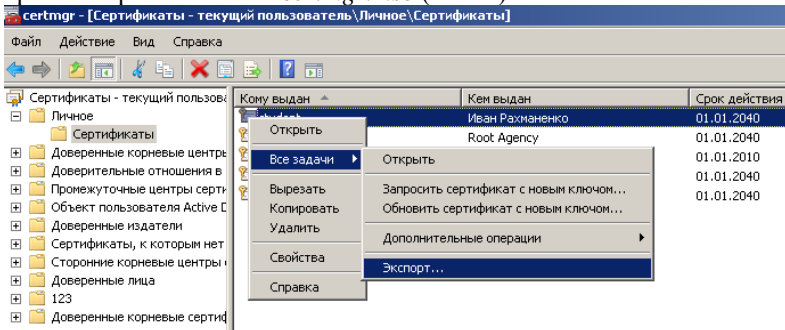 certmgr - [Сертификаты - текущий пользователь\Личное\Сертификаты]
Файл Действие Вид Справка
Сертификаты - текущий пользова
Личное
Сертификаты
Доверенные корневые центры
Доверительные отношения в
Промежуточные центры серти
Объект пользователя Active D
Доверенные издатели
Сертификаты, к которым нет
Сторонние корневые центры
Доверенные лица
123
Доверенные корневые сертиф
Кому выдан Кем выдан Срок действия
student Иван Рахманенко 01.01.2040
Root Agency 01.01.2040
01.01.2010
01.01.2040
01.01.2040
Открыть
Все задачи
Вырезать
Копировать
Удалить
Свойства
Справка
Открыть
Запросить сертификат с новым ключом...
Обновить сертификат с новым ключом...
Дополнительные операции
Экспорт...